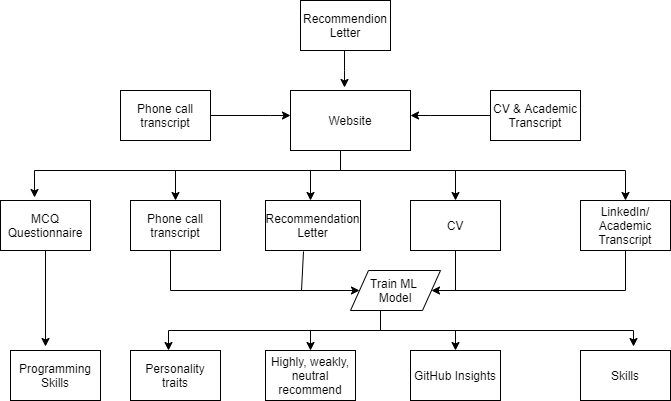 Recommendion
Letter
Phone call
transcript
Website
CV & Academic
Transcript
MCQ
Questionnaire
Phone call
transcript
Recommendation
Letter
CV
LinkedIn/
Academic
Transcript
Train ML
Model
Programming
Skills
Personality
traits
Highly, weakly,
neutral
recommend
GitHub Insights
Skills